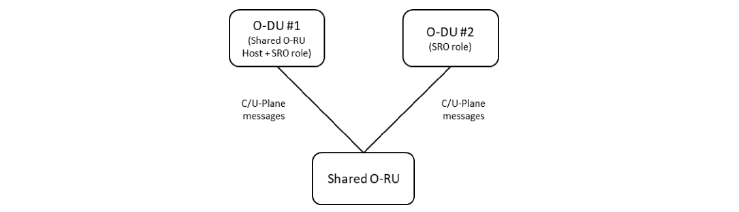 O-DU #1
(Shared O-RU
Host + SRO role)
O-DU #2
(SRO role)
C/U-Plane
messages
C/U-Plane
messages
Shared O-RU